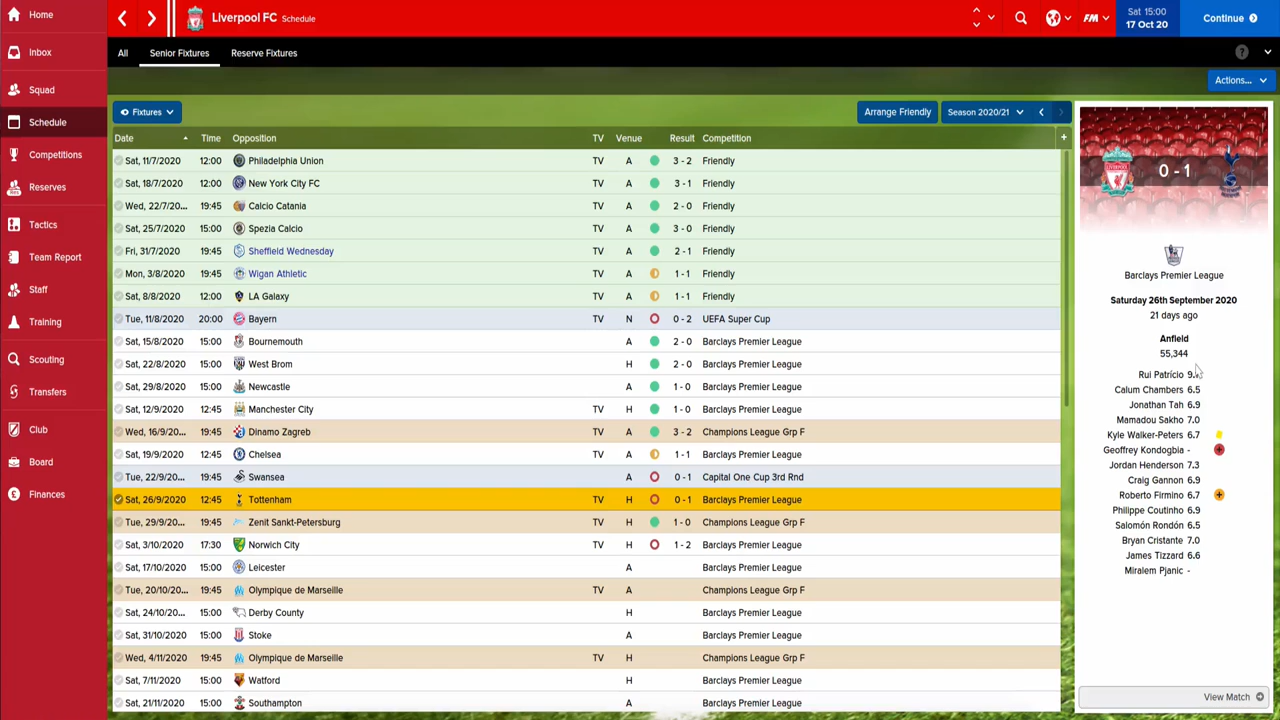 Home
Inbox
Squad
Schedule
Competitions
Reserves
Tactics
Team Report
Staff
Training
Scouting
Transfers
Club
Board
Finances
Liverpool FC Schedule
FM
Sat 15:00
17 Oct 20
Continue
All Senior Fixtures Reserve Fixtures
?
Actions...
Fixtures
Arrange Friendly Season 2020/21
Date Time Opposition TV Venue Result Competition
Sat, 11/7/2020 12:00 Philadelphia Union TV A 3 - 2 Friendly
Sat, 18/7/2020 12:00 New York City FC TV A 3 - 1 Friendly
Wed, 22/7/20... 19:45 Calcio Catania TV A 2 - 0 Friendly
Sat, 25/7/2020 15:00 Spezia Calcio TV A 3 - 0 Friendly
Fri, 31/7/2020 19:45 Sheffield Wednesday TV A 2 - 1 Friendly
Mon, 3/8/2020 19:45 Wigan Athletic TV A 1 - 1 Friendly
Sat, 8/8/2020 12:00 LA Galaxy TV A 1 - 1 Friendly
Tue, 11/8/2020 20:00 Bayern TV N 0 - 2 UEFA Super Cup
Sat, 15/8/2020 15:00 Bournemouth A 2 - 0 Barclays Premier League
Sat, 22/8/2020 15:00 West Brom H 2 - 0 Barclays Premier League
Sat, 29/8/2020 15:00 Newcastle A 1 - 0 Barclays Premier League
Sat, 12/9/2020 12:45 Manchester City TV H 1 - 0 Barclays Premier League
Wed, 16/9/20... 19:45 Dinamo Zagreb TV A 3 - 2 Champions League Grp F
Sat, 19/9/2020 12:45 Chelsea TV A 1 - 1 Barclays Premier League
Tue, 22/9/20... 19:45 Swansea A 0 - 1 Capital One Cup 3rd Rnd
Sat, 26/9/2020 12:45 Tottenham TV H 0 - 1 Barclays Premier League
Tue, 29/9/20... 19:45 Zenit Sankt-Petersburg TV H 1 - 0 Champions League Grp F
Sat, 3/10/2020 17:30 Norwich City TV H 1 - 2 Barclays Premier League
Sat, 17/10/2020 15:00 Leicester A Barclays Premier League
Tue, 20/10/20... 19:45 Olympique de Marseille TV A Champions League Grp F
Sat, 24/10/20... 15:00 Derby County H Barclays Premier League
Sat, 31/10/2020 15:00 Stoke A Barclays Premier League
Wed, 4/11/2020 19:45 Olympique de Marseille TV H Champions League Grp F
Sat, 7/11/2020 15:00 Watford H Barclays Premier League
Sat, 21/11/2020 15:00 Southampton A Barclays Premier League
0 - 1
Barclays Premier League
Saturday 26th September 2020
21 days ago
Anfield
55,344
Rui Patrício
Calum Chambers 6.5
Jonathan Tah 6.9
Mamadou Sakho 7.0
Kyle Walker-Peters 6.7
Geoffrey Kondogbia -
Jordan Henderson 7.3
Craig Gannon 6.9
Roberto Firmino 6.7
Philippe Coutinho 6.9
Salomón Rondón 6.5
Bryan Cristante 7.0
James Tizzard 6.6
Miralem Pjanic -
View Match